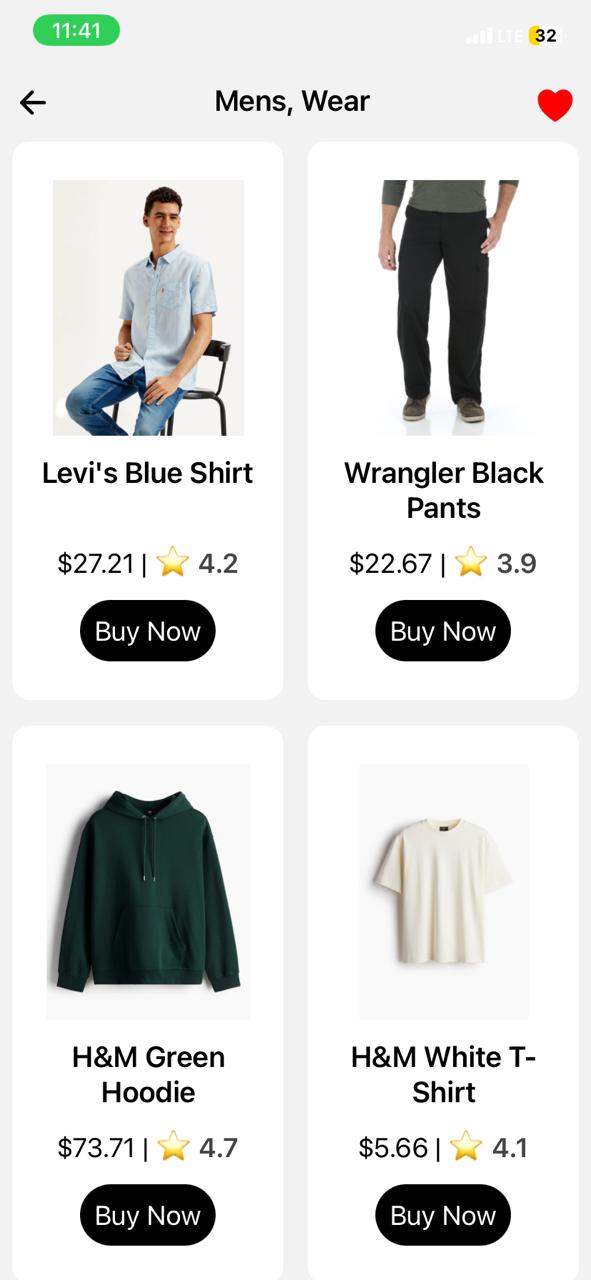 11:41
LTE 32
Mens, Wear
Levi's Blue Shirt
Wrangler Black
Pants
$27.21 | ⭐ 4.2
$22.67 | ⭐ 3.9
Buy Now
Buy Now
H&M Green
Hoodie
H&M White T-
Shirt
$73.71 | ⭐ 4.7
$5.66 | ⭐ 4.1
Buy Now
Buy Now